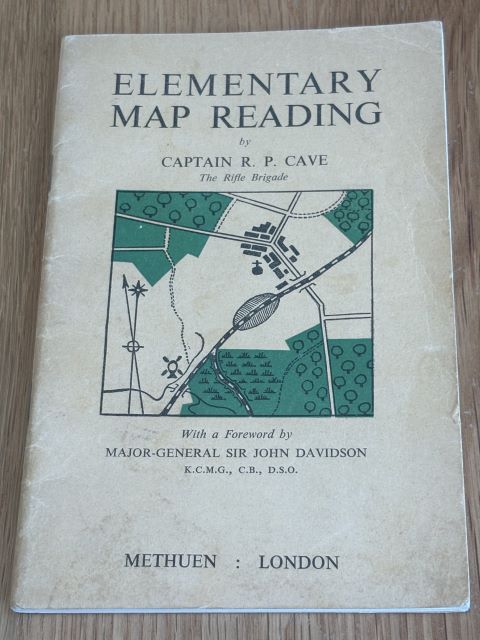 ELEMENTARY
MAP READING
by
CAPTAIN R. P. CAVE
The Rifle Brigade
With a Foreword by
MAJOR-GENERAL SIR JOHN DAVIDSON
K.C.M.G., C.B., D.S.O.
METHUEN : LONDON